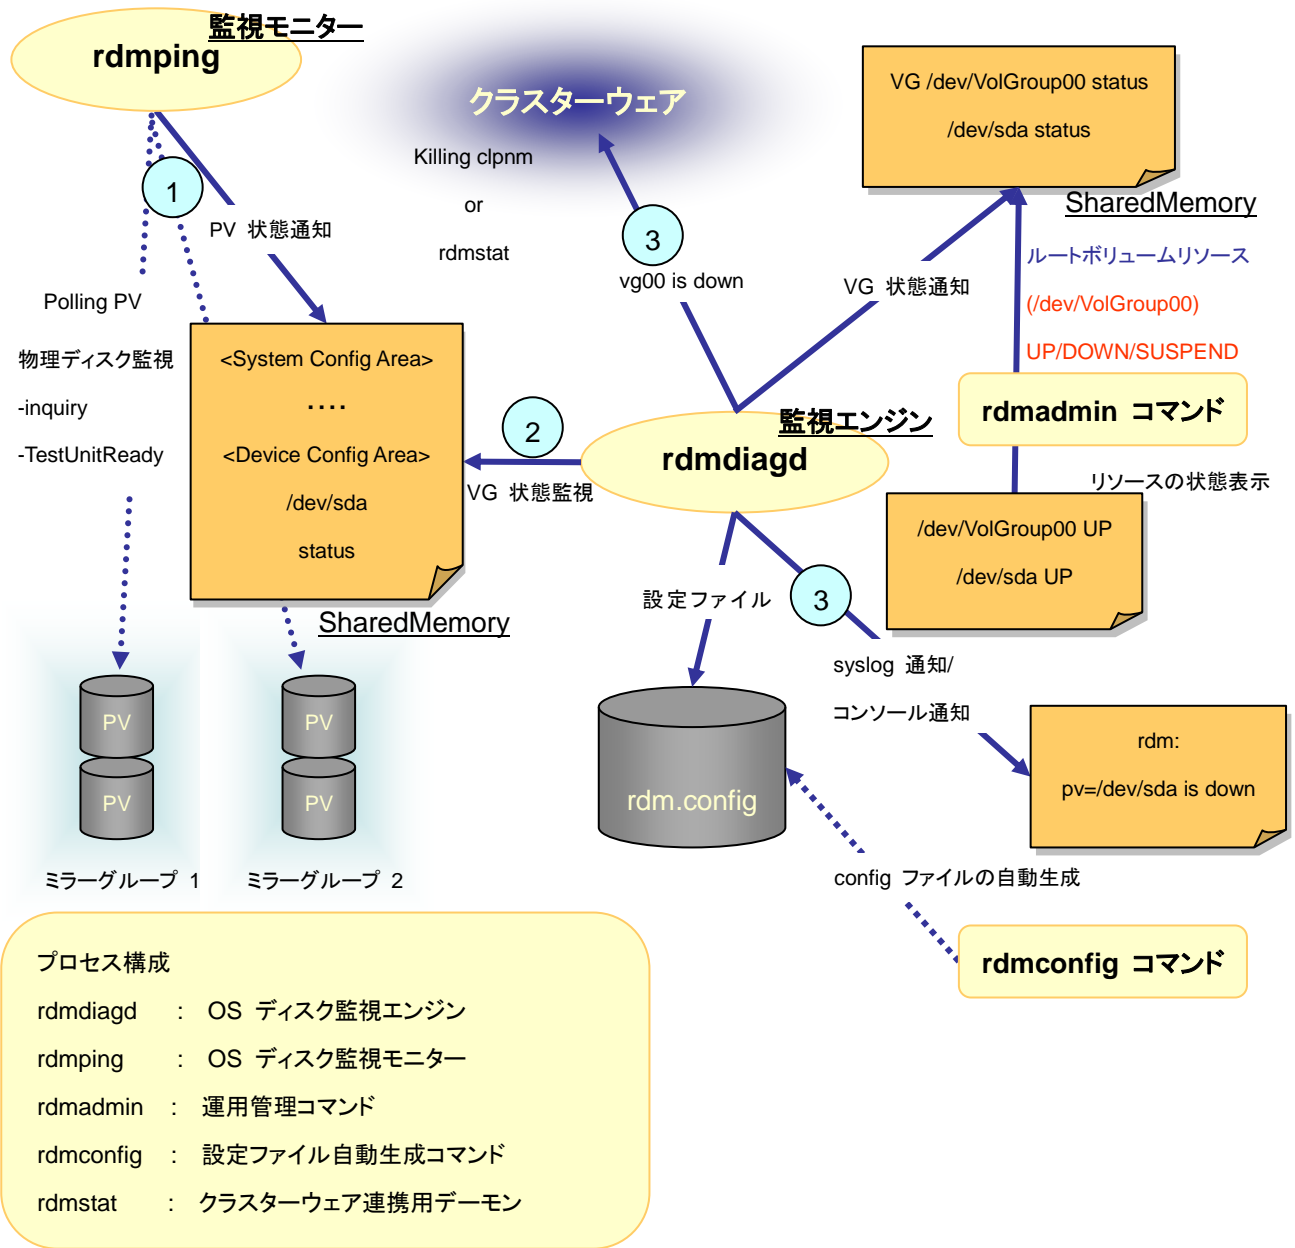 監視モニター
rdmping
クラスターウェア
VG /dev/VolGroup00 status
/dev/sda status
SharedMemory
Killing clpnm
or
rdmstat
1
PV 状態通知
3
vg00 is down
VG 状態通知
ルートボリュームリソース
(/dev/VolGroup00)
UP/DOWN/SUSPEND
Polling PV
物理ディスク監視
-inquiry
-TestUnitReady
<System Config Area>
....
<Device Config Area>
/dev/sda
status
SharedMemory
2
VG 状態監視
監視エンジン
rdmdiagd
rdmadmin コマンド
リソースの状態表示
/dev/VolGroup00 UP
/dev/sda UP
設定ファイル
3
syslog 通知/
コンソール通知
rdm:
pv=/dev/sda is down
rdm.config
PV
PV
PV
PV
ミラーグループ 1
ミラーグループ 2
config ファイルの自動生成
rdmconfig コマンド
プロセス構成
rdmdiagd : OS ディスク監視エンジン
rdmping : OS ディスク監視モニター
rdmadmin : 運用管理コマンド
rdmconfig : 設定ファイル自動生成コマンド
rdmstat : クラスターウェア連携用デーモン